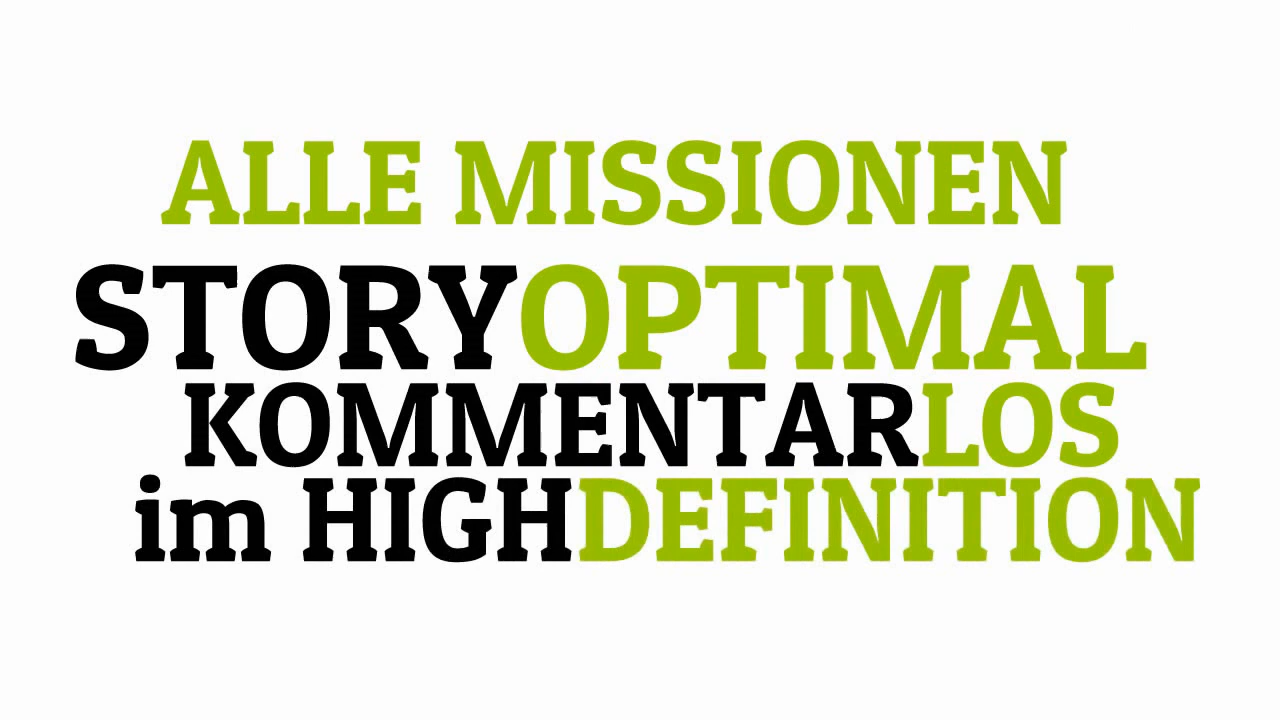 ALLE MISSIONEN
STORYOPTIMAL
KOMMENTARLOS
im HIGHDEFINITION